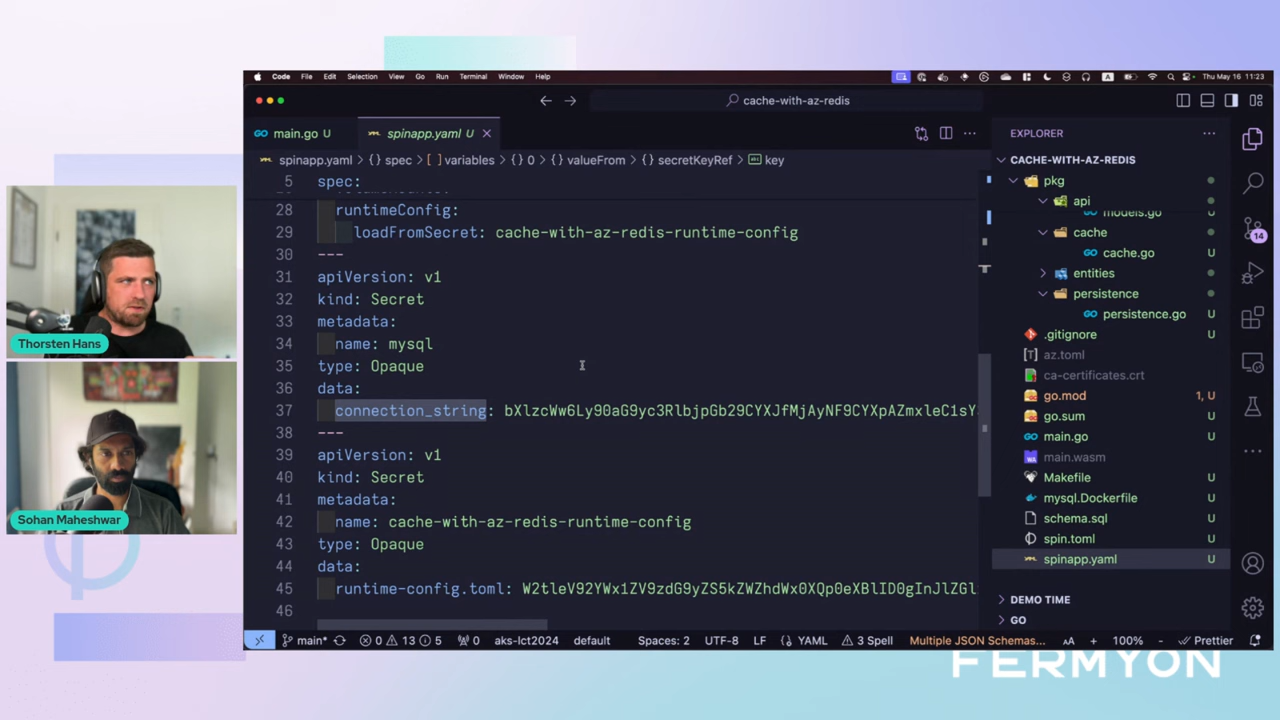 Code File Edit Selection View Go Run Terminal Window Help
Thu May 16 11:23
cache-with-az-redis
main.go U
spinapp.yaml U
spinapp.yaml > {} spec > [ ] variables > {} 0 > {} valueFrom > {} secretKeyRef > key
5 spec:
28 runtimeConfig:
29 loadFromSecret: cache-with-az-redis-runtime-config
30 ---
31 apiVersion: v1
32 kind: Secret
33 metadata:
34 name: mysql
35 type: Opaque
36 data:
37 connection_string: bXlzcWw6Ly90aG9yc3RlbjpGb29CYXJfMjAyNF9CYXpAZmxleC1sY
38 ---
39 apiVersion: v1
40 kind: Secret
41 metadata:
42 name: cache-with-az-redis-runtime-config
43 type: Opaque
44 data:
45 runtime-config.toml: W2tleV92YWx1ZV9zdG9yZS5kZWZhdWx0XQp0eXBlID0gInJlZGl
46
EXPLORER
CACHE-WITH-AZ-REDIS
pkg
api
models.go U
cache
cache.go U
entities
persistence
persistence.go U
.gitignore U
az.toml
ca-certificates.crt
go.mod 1, U
go.sum U
main.go U
main.wasm
Makefile U
mysql.Dockerfile U
schema.sql U
spin.toml U
spinapp.yaml U
DEMO TIME
GO
14
main* 0 13 5 0 aks-lct2024 default Spaces: 2 UTF-8 LF {} YAML 3 Spell Multiple JSON Schemas... AA + 100% - Prettier
Thorsten Hans
Sohan Maheshwar
FERMYON